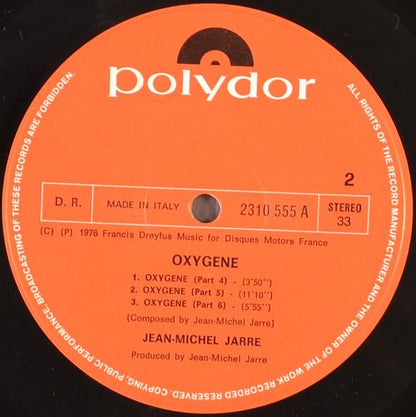 polydor
2
D. R.
MADE IN ITALY
2310 555 A
STEREO
33
(C) (P) 1976 Francis Dreyfus Music for Disques Motors France
OXYGENE
1. OXYGENE (Part 4) - (3'50'')
2. OXYGENE (Part 5) - (11'10'')
3. OXYGENE (Part 6) - (5'55'')
(Composed by Jean-Michel Jarre)
JEAN-MICHEL JARRE
Produced by Jean-Michel Jarre
ALL RIGHTS OF THE RECORD MANUFACTURER AND THE OWNER OF THE WORK RECORDED RESERVED. COPYING, PUBLIC PERFORMANCE, BROADCASTING OF THESE RECORDS ARE FORBIDDEN.